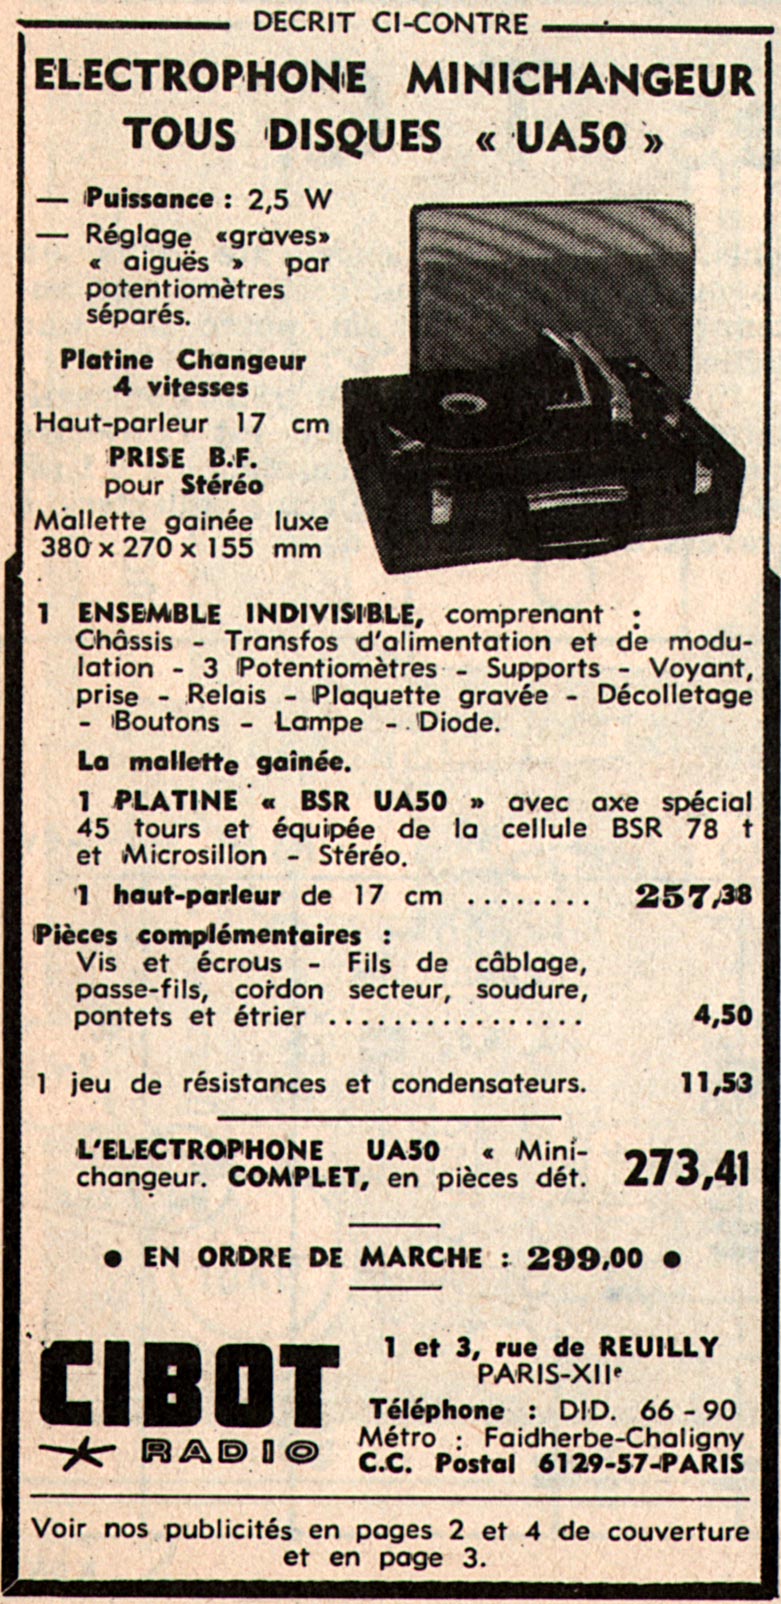 DECRIT CI-CONTRE
ELECTROPHONE MINICHANGEUR
TOUS DISQUES « UA50 »
— Puissance : 2,5 W
— Réglage «graves»
« aiguës » par
potentiomètres
séparés.
Platine Changeur
4 vitesses
Haut-parleur 17 cm
PRISE B.F.
pour Stéréo
Mallette gainée luxe
380 x 270 x 155 mm
1 ENSEMBLE INDIVISIBLE, comprenant :
Châssis - Transfos d'alimentation et de modu-
lation - 3 Potentiomètres - Supports - Voyant,
prise - Relais - Plaquette gravée - Décolletage
- Boutons - Lampe - Diode.
La mallette gainée.
1 PLATINE « BSR UA50 » avec axe spécial
45 tours et équipée de la cellule BSR 78 t
et Microsillon - Stéréo.
1 haut-parleur de 17 cm ........ 257,38
Pièces complémentaires :
Vis et écrous - Fils de câblage,
passe-fils, cordon secteur, soudure,
pontets et étrier ................. 4,50
1 jeu de résistances et condensateurs. 11,53
L'ELECTROPHONE UA50 « Mini-
changeur. COMPLET, en pièces dét. 273,41
● EN ORDRE DE MARCHE : 299,00 ●
CIBOT
RADIO
1 et 3, rue de REUILLY
PARIS-XIIe
Téléphone : DID. 66 - 90
Métro : Faidherbe-Chaligny
C.C. Postal 6129-57-PARIS
Voir nos publicités en pages 2 et 4 de couverture
et en page 3.